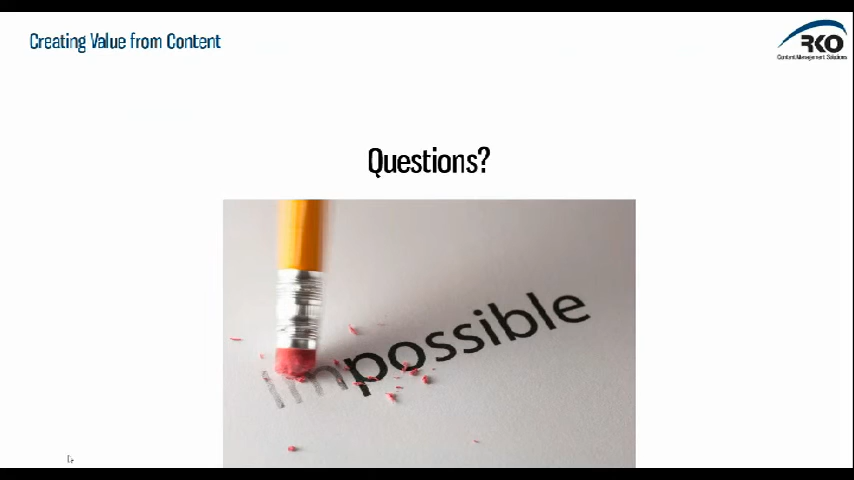 Creating Value from Content
RKO
Content Management Solutions
Questions?
impossible